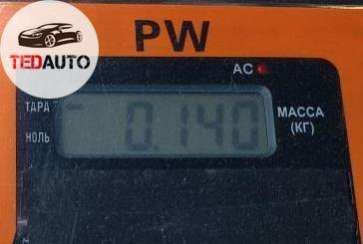 PW
TEDAUTO
AC
ТАРА
0.140
МАССА
(КГ)
НОЛЬ